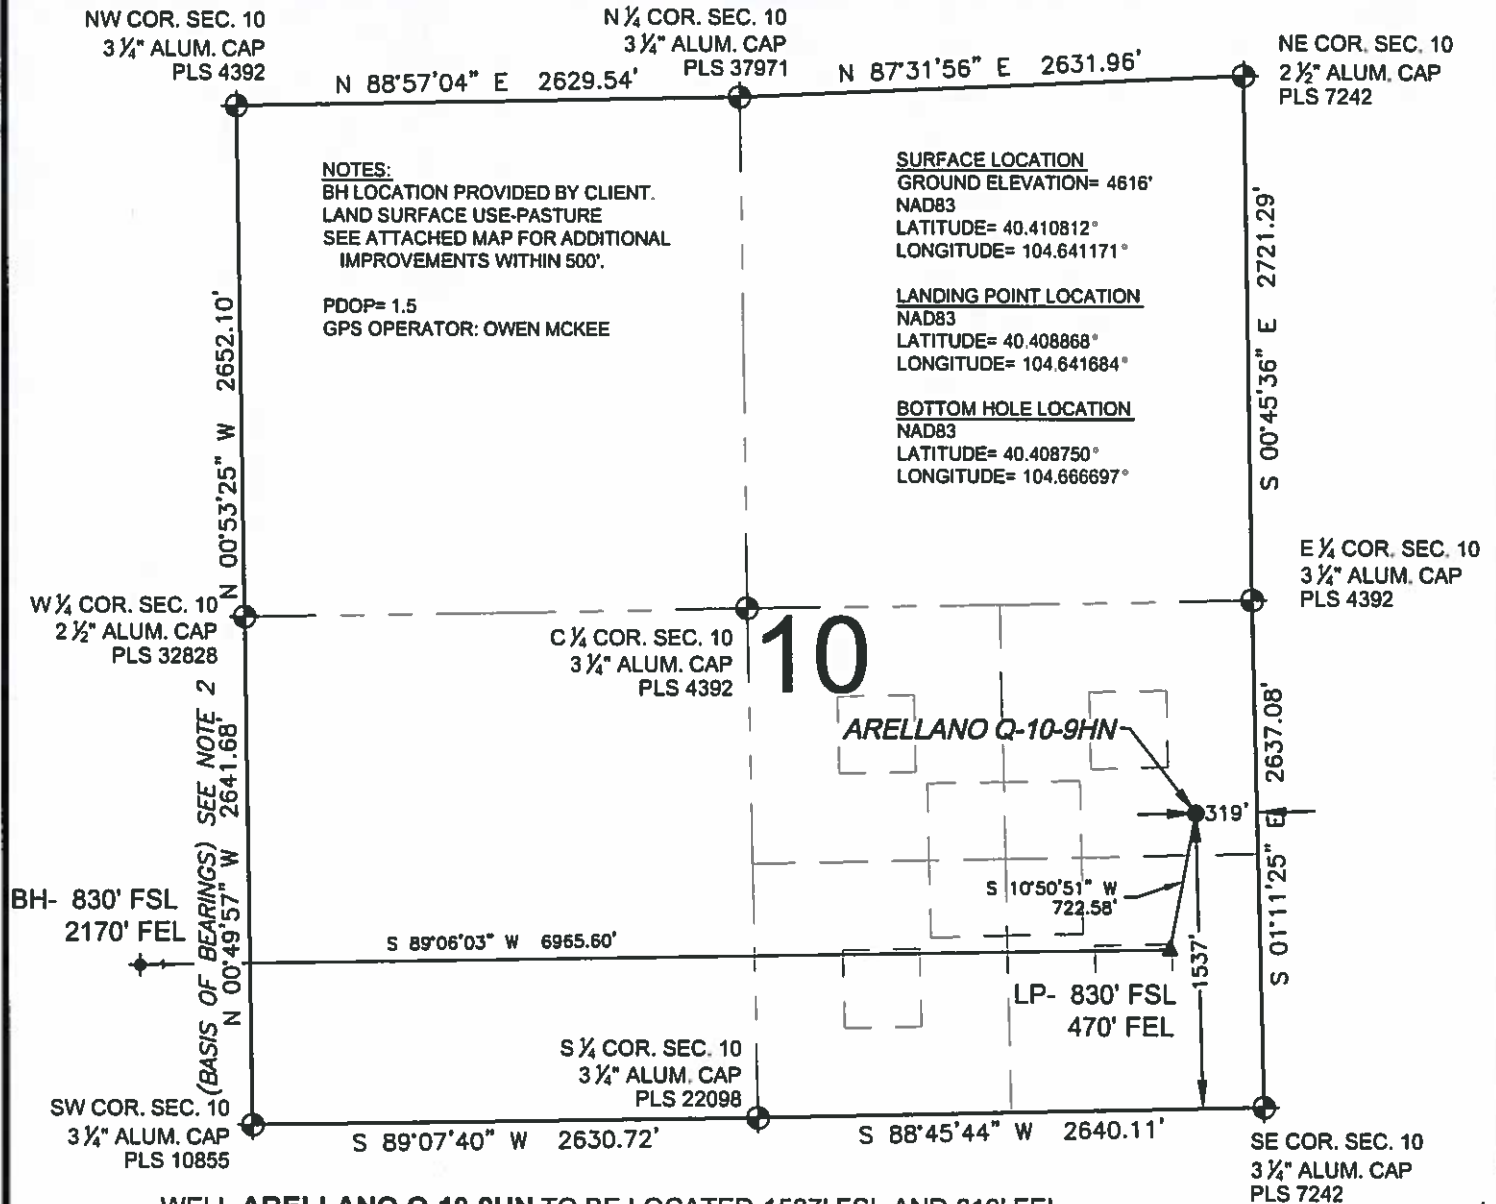 NW COR. SEC. 10
3 ¼" ALUM. CAP
PLS 4392
N ¼ COR. SEC. 10
3 ¼" ALUM. CAP
PLS 37971
NE COR. SEC. 10
2 ½" ALUM. CAP
PLS 7242
N 88°57'04" E 2629.54'
N 87°31'56" E 2631.96'
NOTES:
BH LOCATION PROVIDED BY CLIENT.
LAND SURFACE USE-PASTURE
SEE ATTACHED MAP FOR ADDITIONAL
IMPROVEMENTS WITHIN 500'.
PDOP= 1.5
GPS OPERATOR: OWEN MCKEE
SURFACE LOCATION
GROUND ELEVATION= 4616'
NAD83
LATITUDE= 40.410812°
LONGITUDE= 104.641171°
LANDING POINT LOCATION
NAD83
LATITUDE= 40.408868°
LONGITUDE= 104.641684°
BOTTOM HOLE LOCATION
NAD83
LATITUDE= 40.408750°
LONGITUDE= 104.666697°
N 00°53'25" W 2652.10'
S 00°45'36" E 2721.29'
W ¼ COR. SEC. 10
2 ½" ALUM. CAP
PLS 32828
C ¼ COR. SEC. 10
3 ¼" ALUM. CAP
PLS 4392
10
E ¼ COR. SEC. 10
3 ¼" ALUM. CAP
PLS 4392
ARELLANO Q-10-9HN
319'
(BASIS OF BEARINGS) SEE NOTE 2
N 00°49'57" W 2641.68'
S 01°11'25" E 2637.08'
S 10°50'51" W
722.58'
1537'
BH- 830' FSL
2170' FEL
S 89°06'03" W 6965.60'
LP- 830' FSL
470' FEL
S ¼ COR. SEC. 10
3 ¼" ALUM. CAP
PLS 22098
SW COR. SEC. 10
3 ¼" ALUM. CAP
PLS 10855
S 89°07'40" W 2630.72'
S 88°45'44" W 2640.11'
SE COR. SEC. 10
3 ¼" ALUM. CAP
PLS 7242
WELL ARELLANO Q-10-9HN TO BE LOCATED 1537' FSL AND 319' FEL